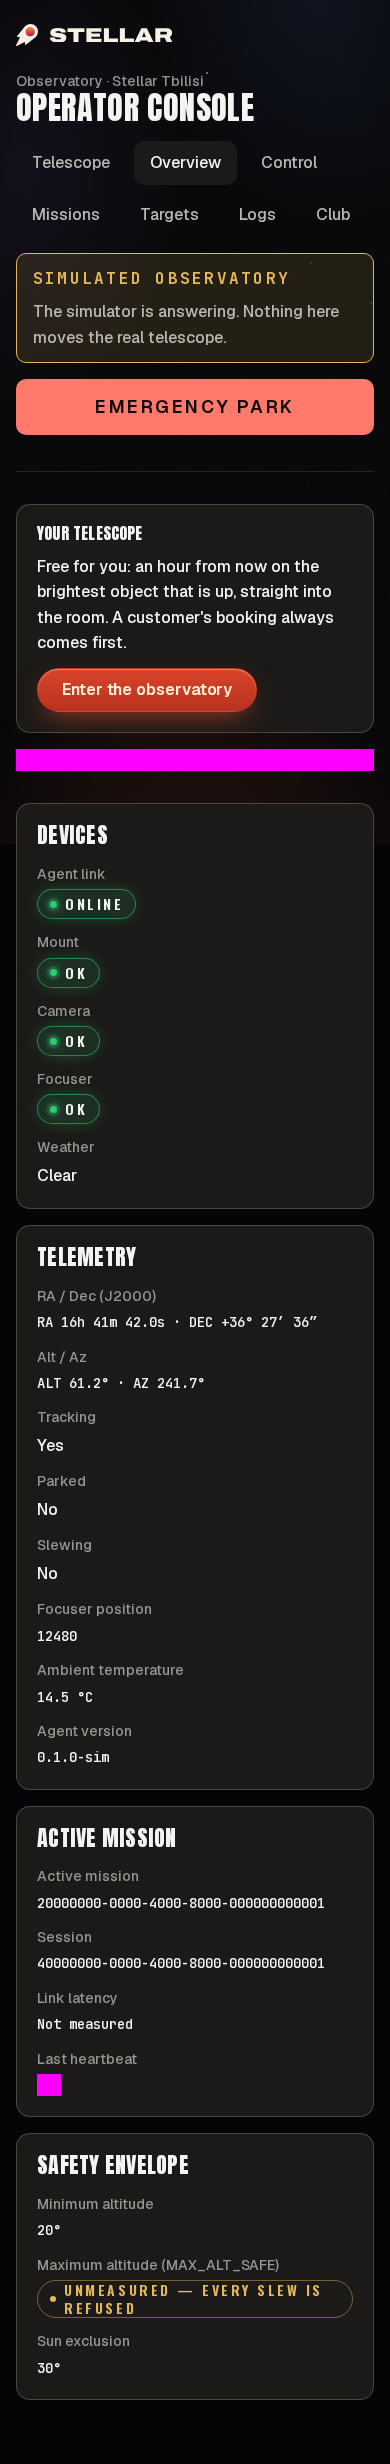 STELLAR
Observatory · Stellar Tbilisi
OPERATOR CONSOLE
Telescope Overview Control
Missions Targets Logs Club
SIMULATED OBSERVATORY
The simulator is answering. Nothing here
moves the real telescope.
EMERGENCY PARK
YOUR TELESCOPE
Free for you: an hour from now on the
brightest object that is up, straight into
the room. A customer's booking always
comes first.
Enter the observatory
DEVICES
Agent link
ONLINE
Mount
OK
Camera
OK
Focuser
OK
Weather
Clear
TELEMETRY
RA / Dec (J2000)
RA 16h 41m 42.0s · DEC +36° 27′ 36″
Alt / Az
ALT 61.2° · AZ 241.7°
Tracking
Yes
Parked
No
Slewing
No
Focuser position
12480
Ambient temperature
14.5 °C
Agent version
0.1.0-sim
ACTIVE MISSION
Active mission
20000000-0000-4000-8000-000000000001
Session
40000000-0000-4000-8000-000000000001
Link latency
Not measured
Last heartbeat
SAFETY ENVELOPE
Minimum altitude
20°
Maximum altitude (MAX_ALT_SAFE)
UNMEASURED — EVERY SLEW IS
REFUSED
Sun exclusion
30°